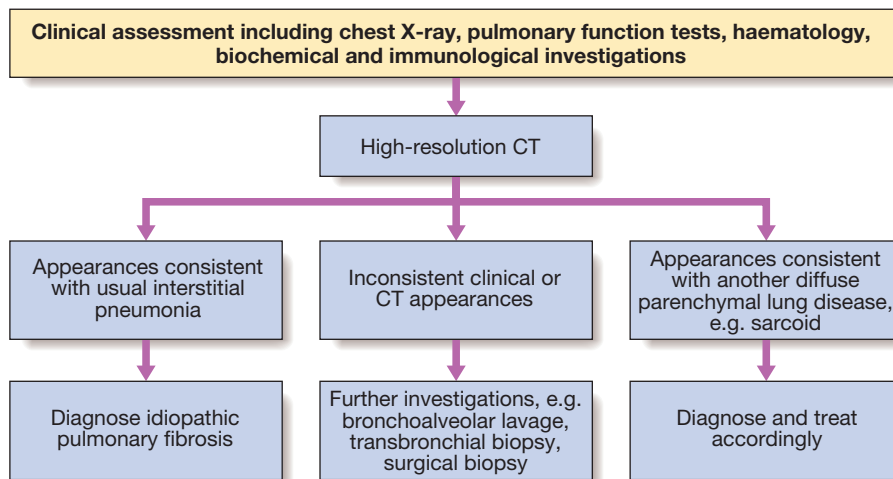 Clinical assessment including chest X-ray, pulmonary function tests, haematology,
biochemical and immunological investigations
High-resolution CT
Appearances consistent
with usual interstitial
pneumonia
Inconsistent clinical or
CT appearances
Appearances consistent
with another diffuse
parenchymal lung disease,
e.g. sarcoid
Diagnose idiopathic
pulmonary fibrosis
Further investigations, e.g.
bronchoalveolar lavage,
transbronchial biopsy,
surgical biopsy
Diagnose and treat
accordingly